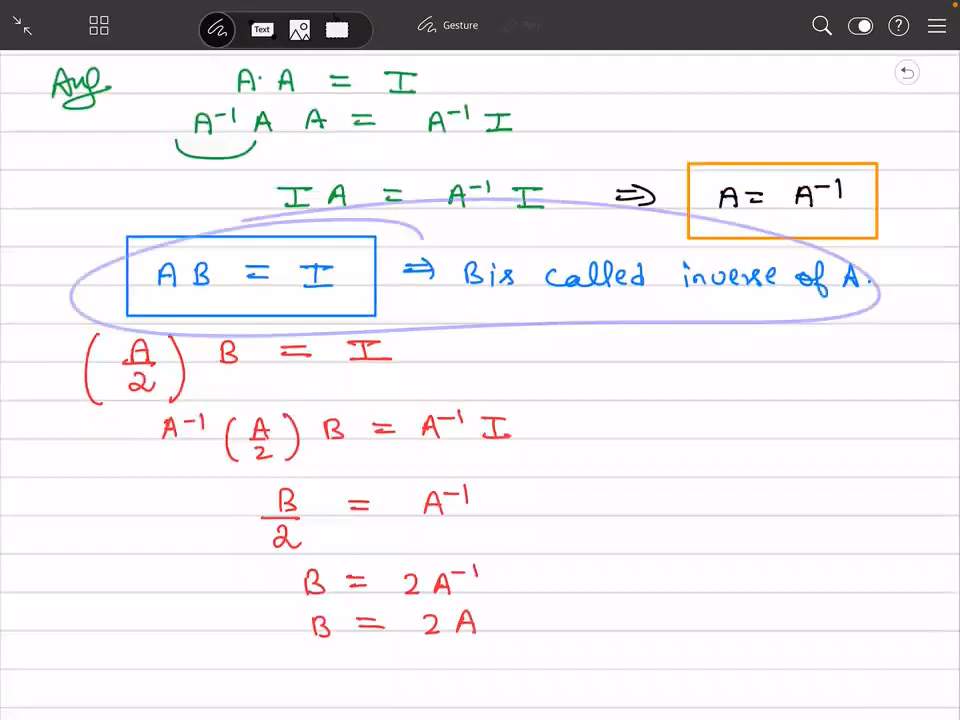 Text Gesture
Ans A·A = I
A⁻¹ A A = A⁻¹ I
I A = A⁻¹ I ⇒ A = A⁻¹
A B = I ⇒ B is called inverse of A.
(A/2) B = I
A⁻¹ (A/2) B = A⁻¹ I
B/2 = A⁻¹
B = 2 A⁻¹
B = 2 A